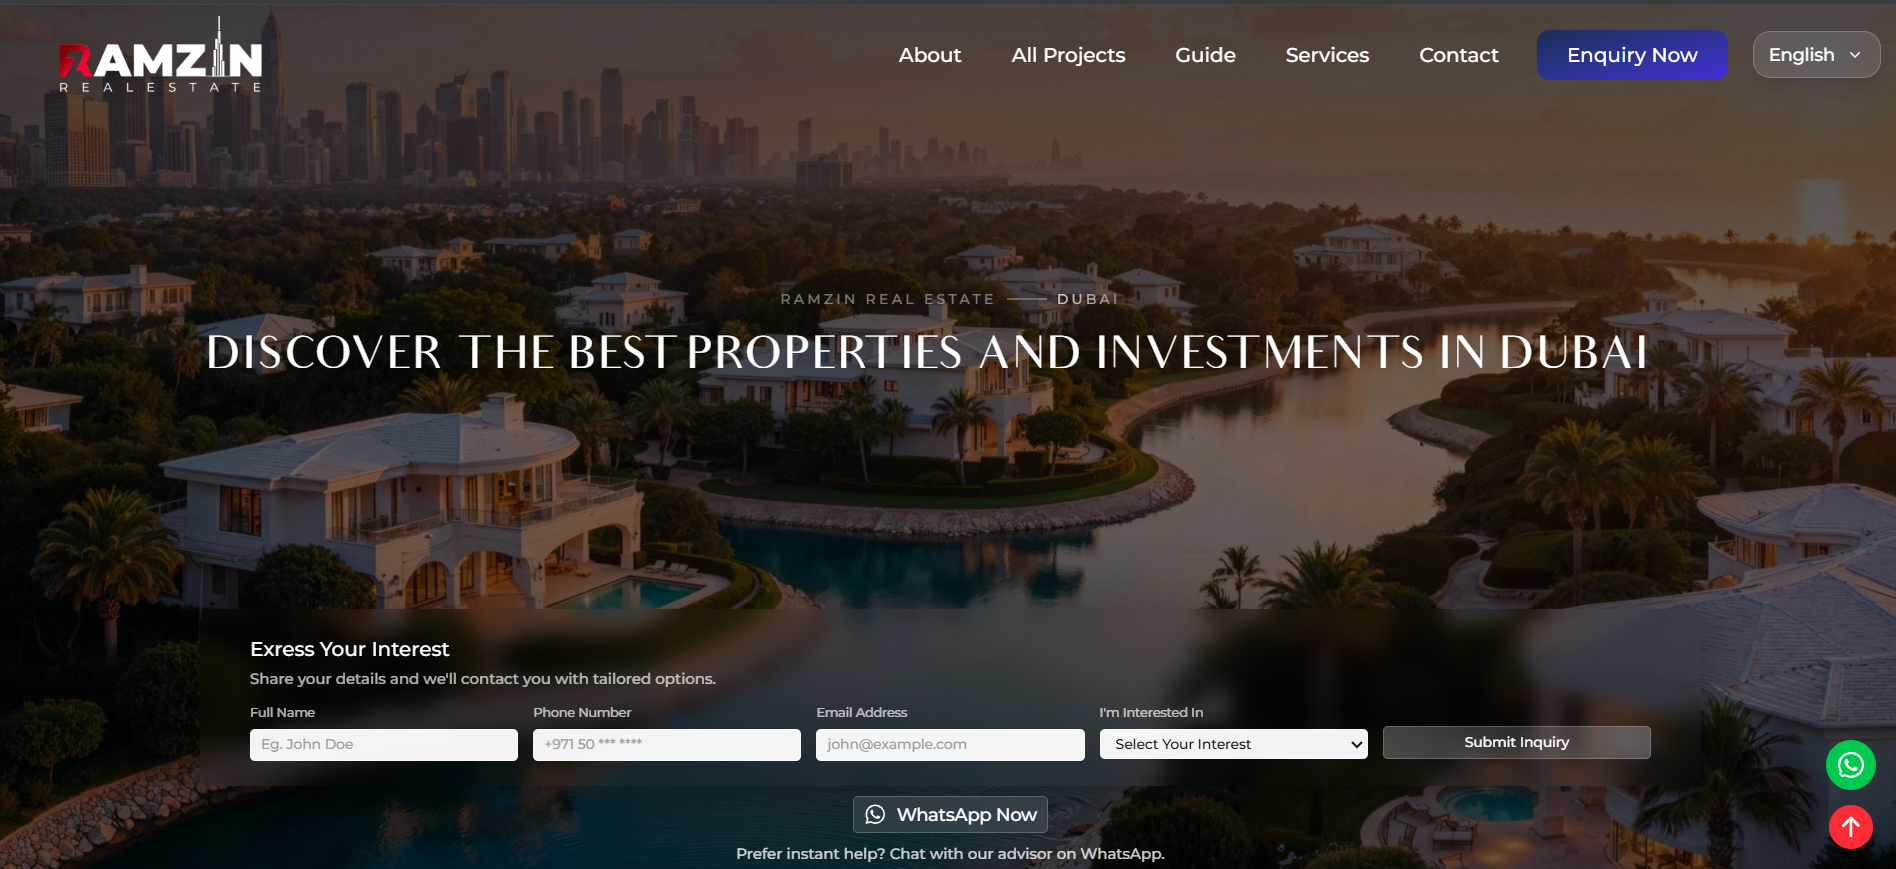 RAMZIN
REALESTATE
About
All Projects
Guide
Services
Contact
Enquiry Now
English
RAMZIN REAL ESTATE
DUBAI
DISCOVER THE BEST PROPERTIES AND INVESTMENTS IN DUBAI
Exress Your Interest
Share your details and we'll contact you with tailored options.
Full Name
Phone Number
Email Address
I'm Interested In
Eg. John Doe
+971 50 *** ****
john@example.com
Select Your Interest
Submit Inquiry
WhatsApp Now
Prefer instant help? Chat with our advisor on WhatsApp.